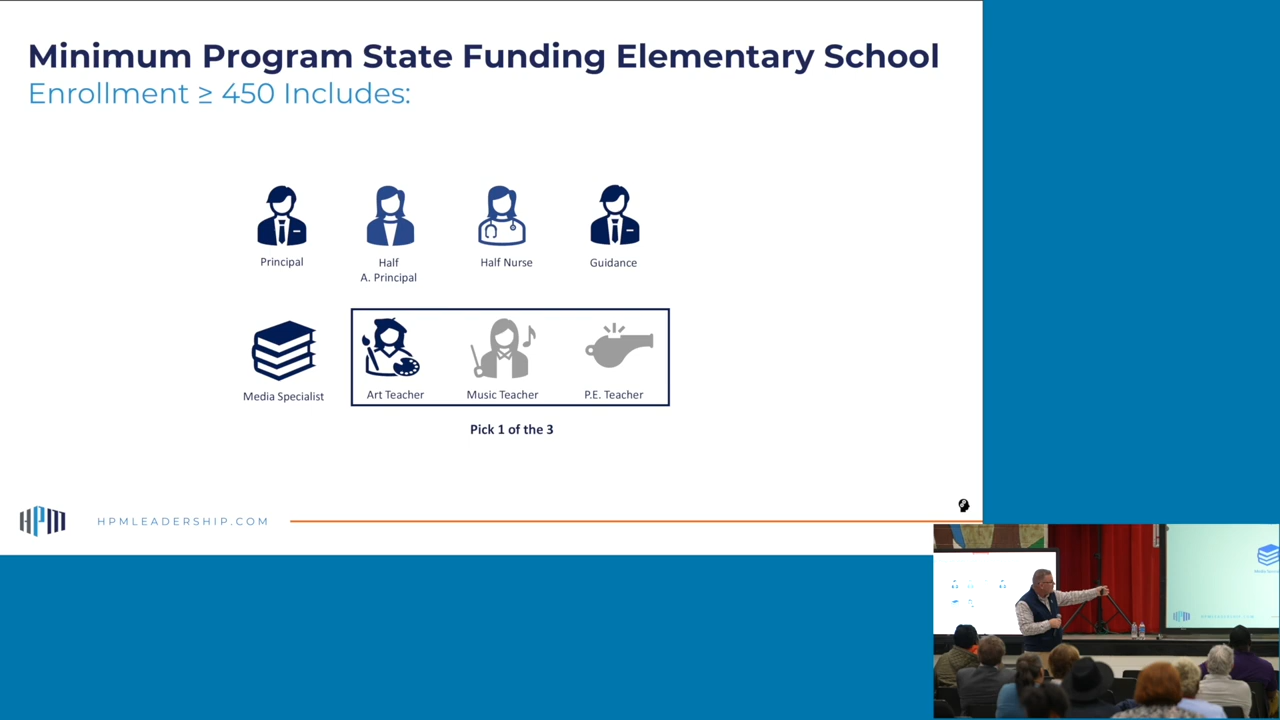 Minimum Program State Funding Elementary School
Enrollment ≥ 450 Includes:
Principal
Half
A. Principal
Half Nurse
Guidance
Media Specialist
Art Teacher
Music Teacher
P.E. Teacher
Pick 1 of the 3
HPM
HPMLEADERSHIP.COM